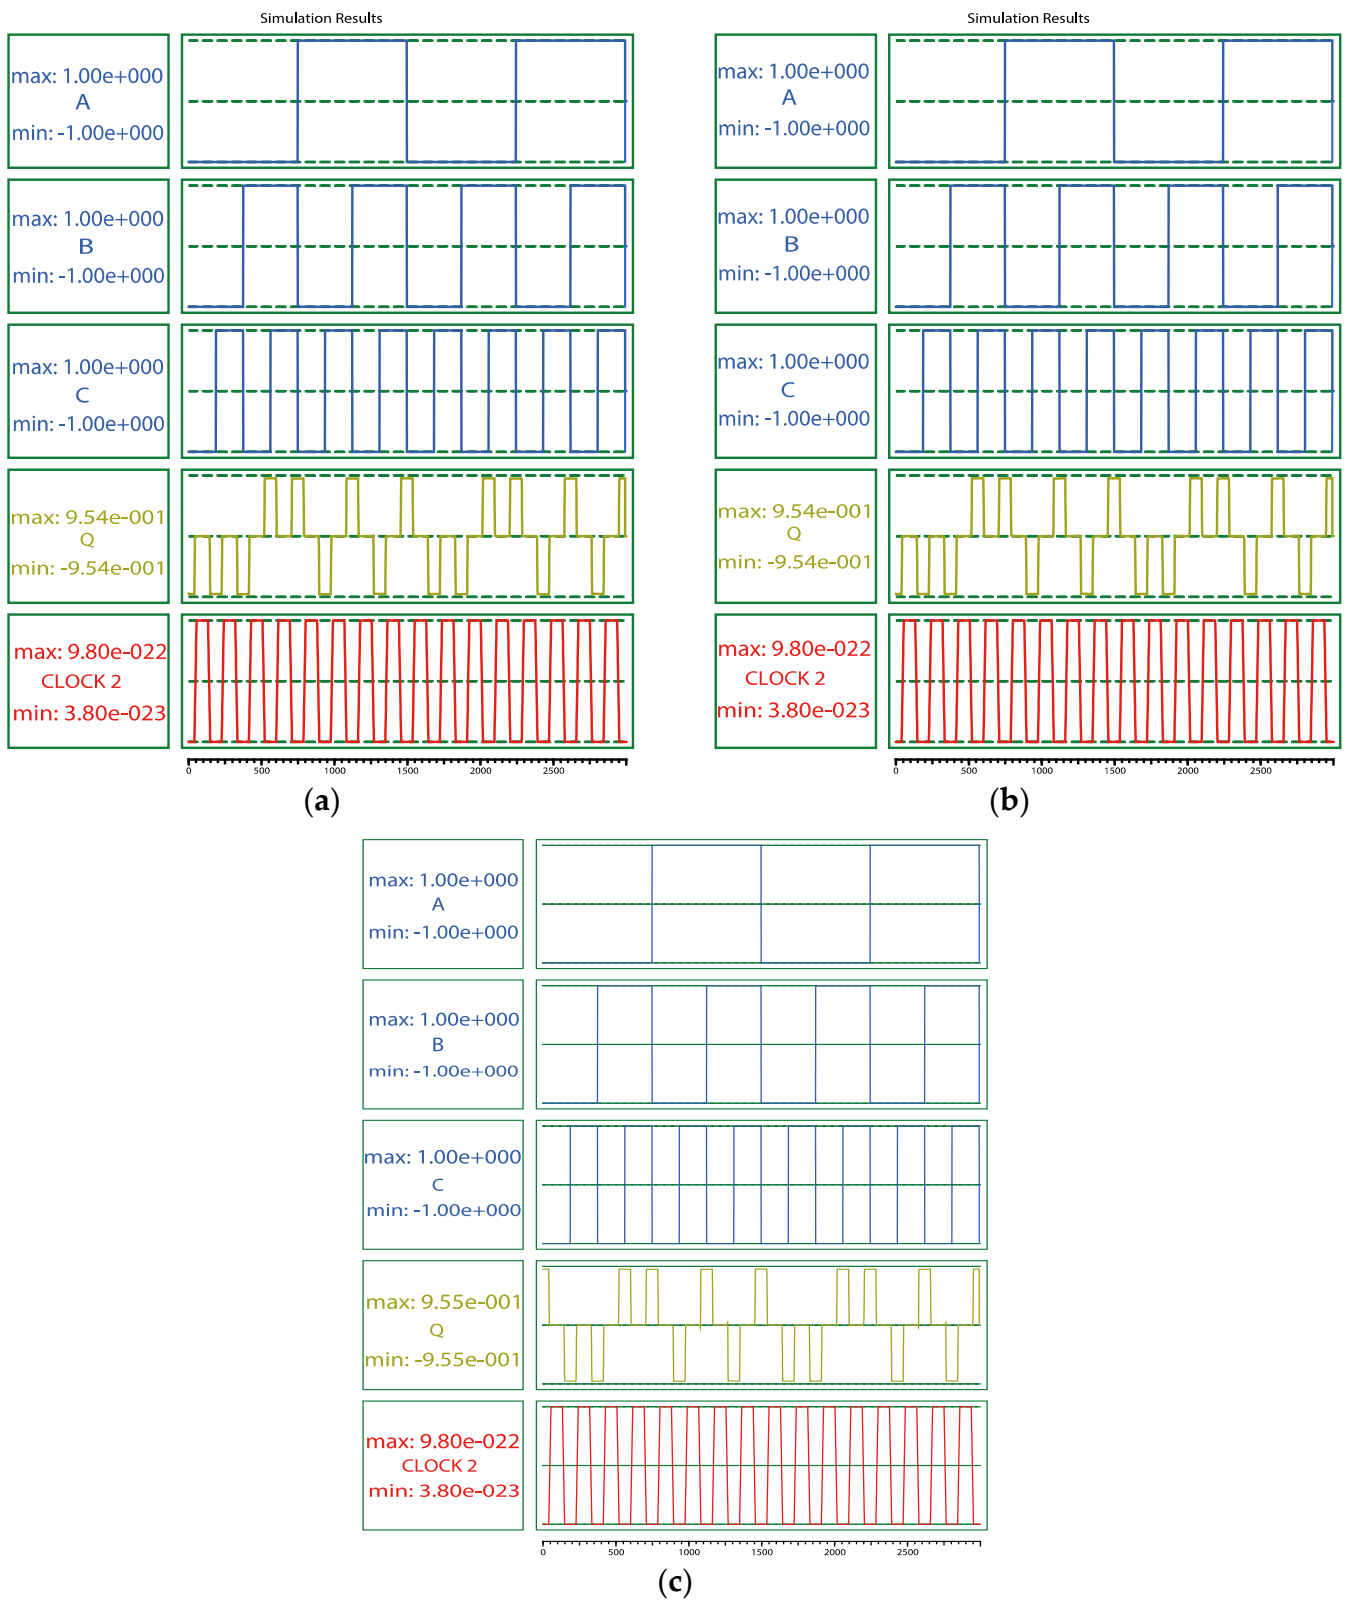 Simulation Results
max: 1.00e+000
A
min: -1.00e+000
max: 1.00e+000
B
min: -1.00e+000
max: 1.00e+000
C
min: -1.00e+000
max: 9.54e-001
Q
min: -9.54e-001
max: 9.80e-022
CLOCK 2
min: 3.80e-023
0 500 1000 1500 2000 2500
(a)
Simulation Results
max: 1.00e+000
A
min: -1.00e+000
max: 1.00e+000
B
min: -1.00e+000
max: 1.00e+000
C
min: -1.00e+000
max: 9.54e-001
Q
min: -9.54e-001
max: 9.80e-022
CLOCK 2
min: 3.80e-023
0 500 1000 1500 2000 2500
(b)
max: 1.00e+000
A
min: -1.00e+000
max: 1.00e+000
B
min: -1.00e+000
max: 1.00e+000
C
min: -1.00e+000
max: 9.55e-001
Q
min: -9.55e-001
max: 9.80e-022
CLOCK 2
min: 3.80e-023
0 500 1000 1500 2000 2500
(c)